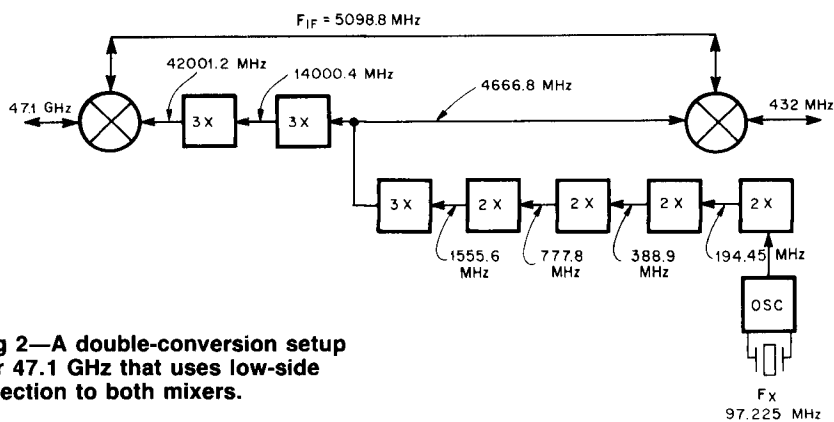 FIF = 5098.8 MHz
42001.2 MHz
14000.4 MHz
4666.8 MHz
47.1 GHz
3X
3X
432 MHz
3X
2X
2X
2X
2X
1555.6 MHz
777.8 MHz
388.9 MHz
194.45 MHz
OSC
FX
97.225 MHz
g 2—A double-conversion setup
r 47.1 GHz that uses low-side
ection to both mixers.